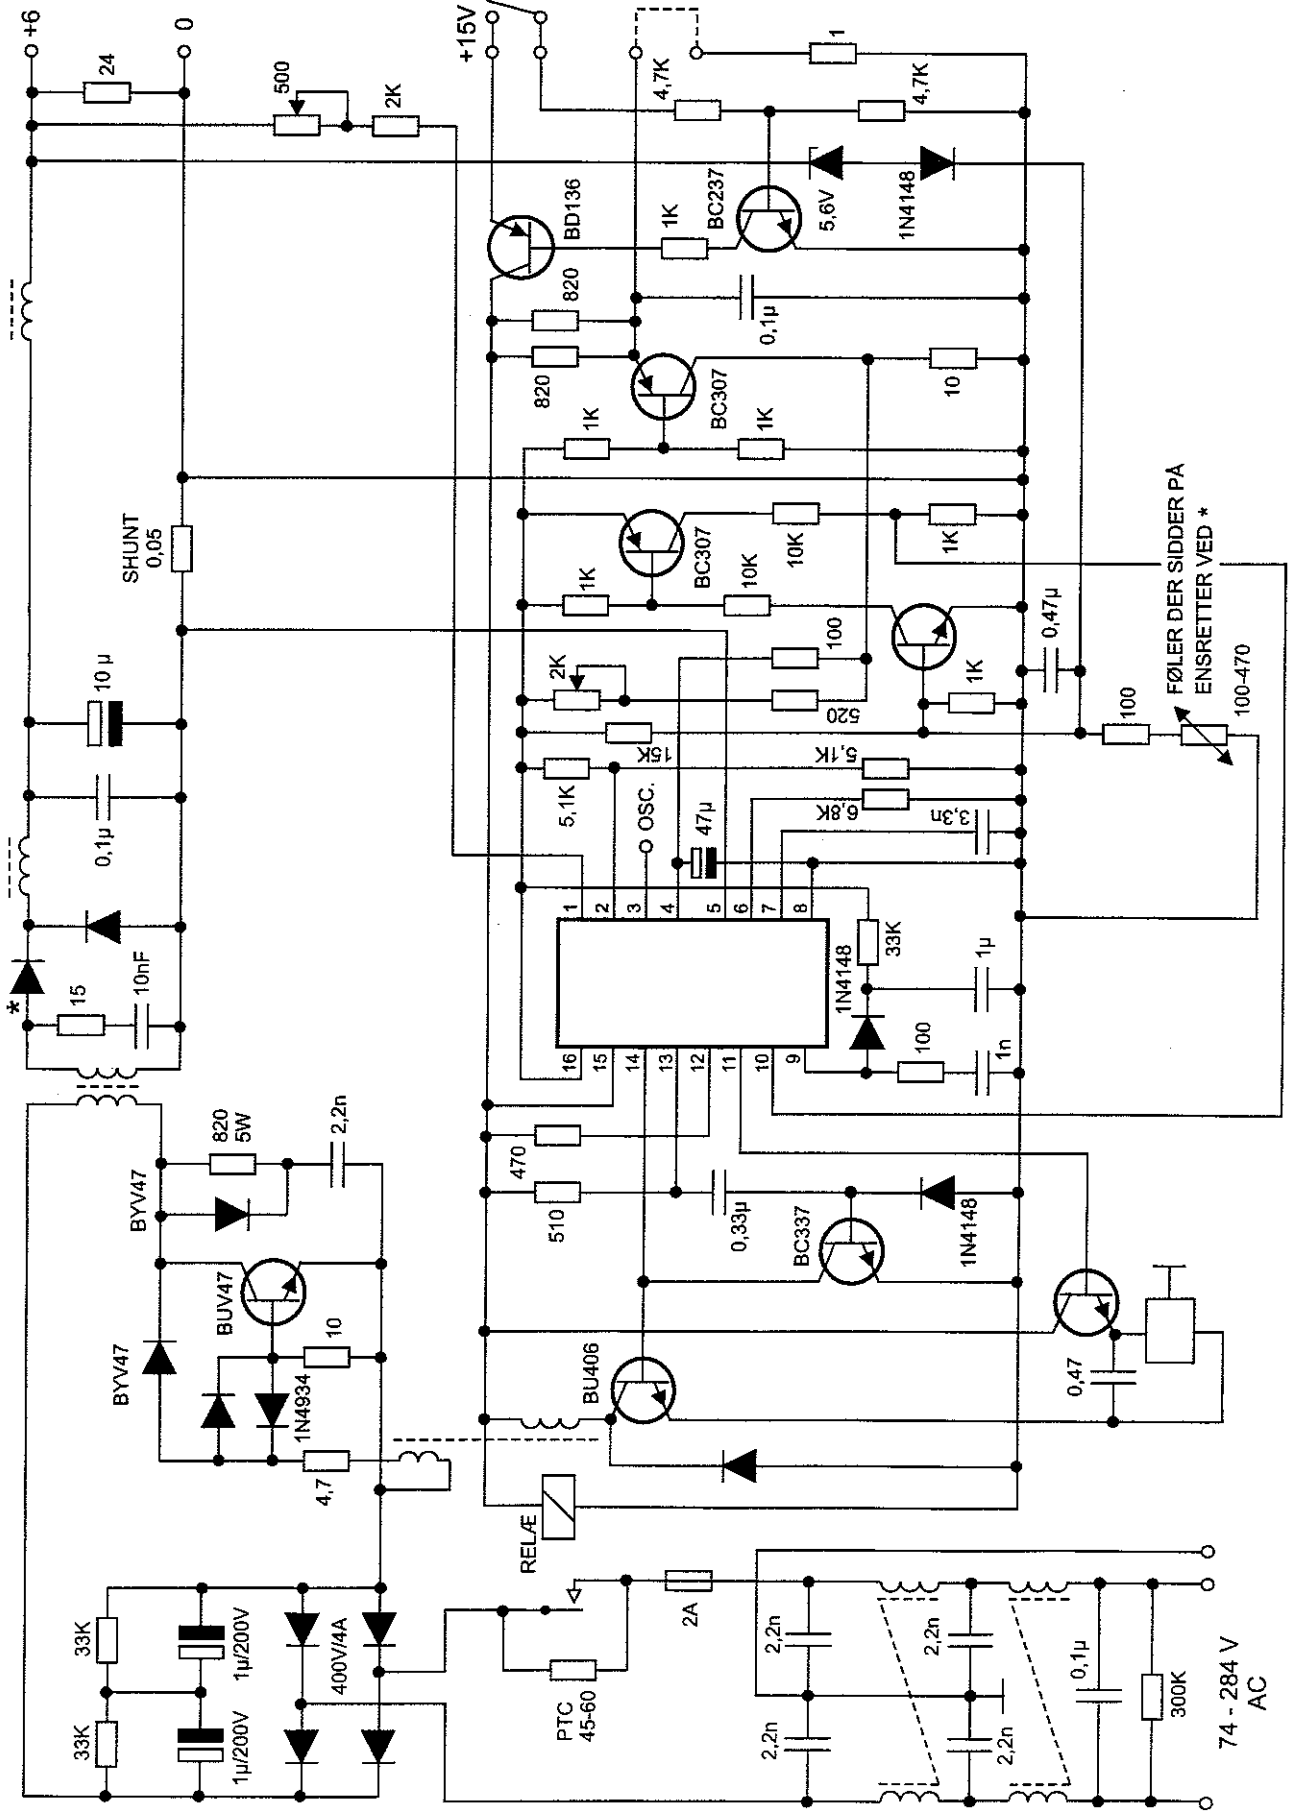 +6
0
24
500
2K
SHUNT
0,05
10 µ
0,1µ
*
15
10nF
+15V
1
4,7K
4,7K
BD136
1K
BC237
5,6V
1N4148
820
820
0,1µ
BC307
10
1K
1K
BC307
1K
10K
10K
1K
2K
100
520
15K
1K
0,47µ
FØLER DER SIDDER PÅ
ENSRETTER VED *
100
100-470
5,1K
5,1K
6,8K
3,3n
OSC.
47µ
1
2
3
4
5
6
7
8
16
15
14
13
12
11
10
9
1N4148
33K
1µ
100
1n
470
510
0,33µ
BC337
1N4148
BU406
0,47
RELÆ
820
5W
2,2n
BYV47
BUV47
BYV47
10
1N4934
4,7
33K
33K
1µ/200V
1µ/200V
400V/4A
PTC
45-60
2A
2,2n
2,2n
2,2n
2,2n
0,1µ
300K
74 - 284 V
AC